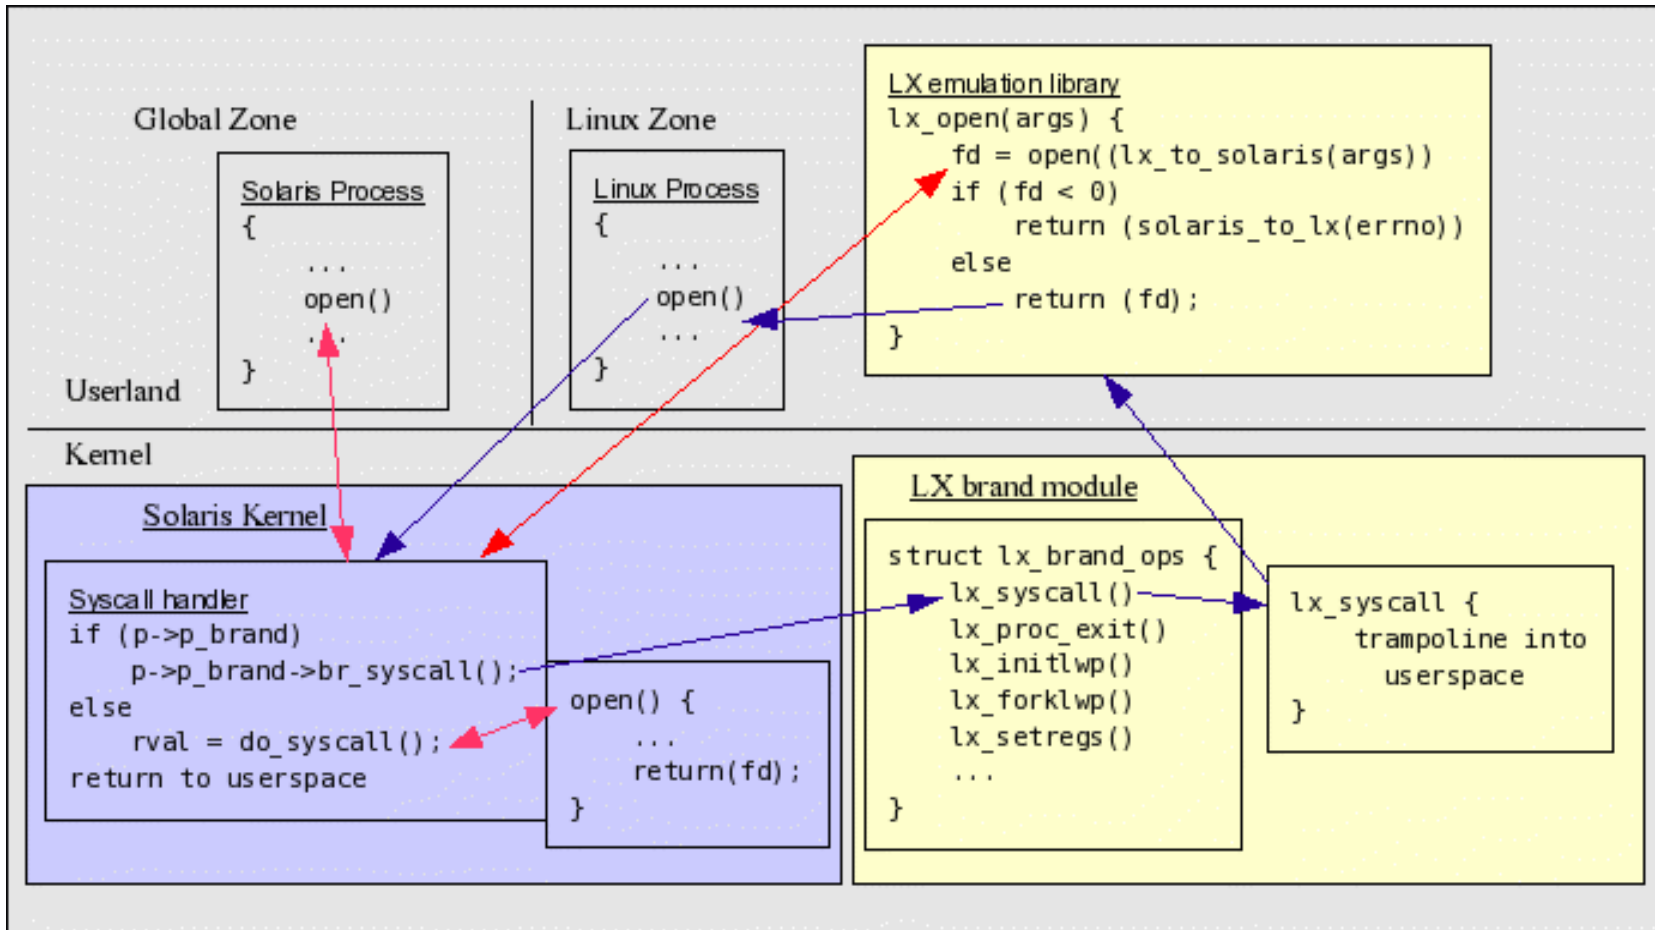 Global Zone
Solaris Process
{
...
open()
...
}
Linux Zone
Linux Process
{
...
open()
...
}
LX emulation library
lx_open(args) {
fd = open((lx_to_solaris(args))
if (fd < 0)
return (solaris_to_lx(errno))
else
return (fd);
}
Userland
Kernel
Solaris Kernel
Syscall handler
if (p->p_brand)
p->p_brand->br_syscall();
else
rval = do_syscall();
return to userspace
open() {
...
return(fd);
}
LX brand module
struct lx_brand_ops {
lx_syscall()
lx_proc_exit()
lx_initlwp()
lx_forklwp()
lx_setregs()
...
}
lx_syscall {
trampoline into
userspace
}